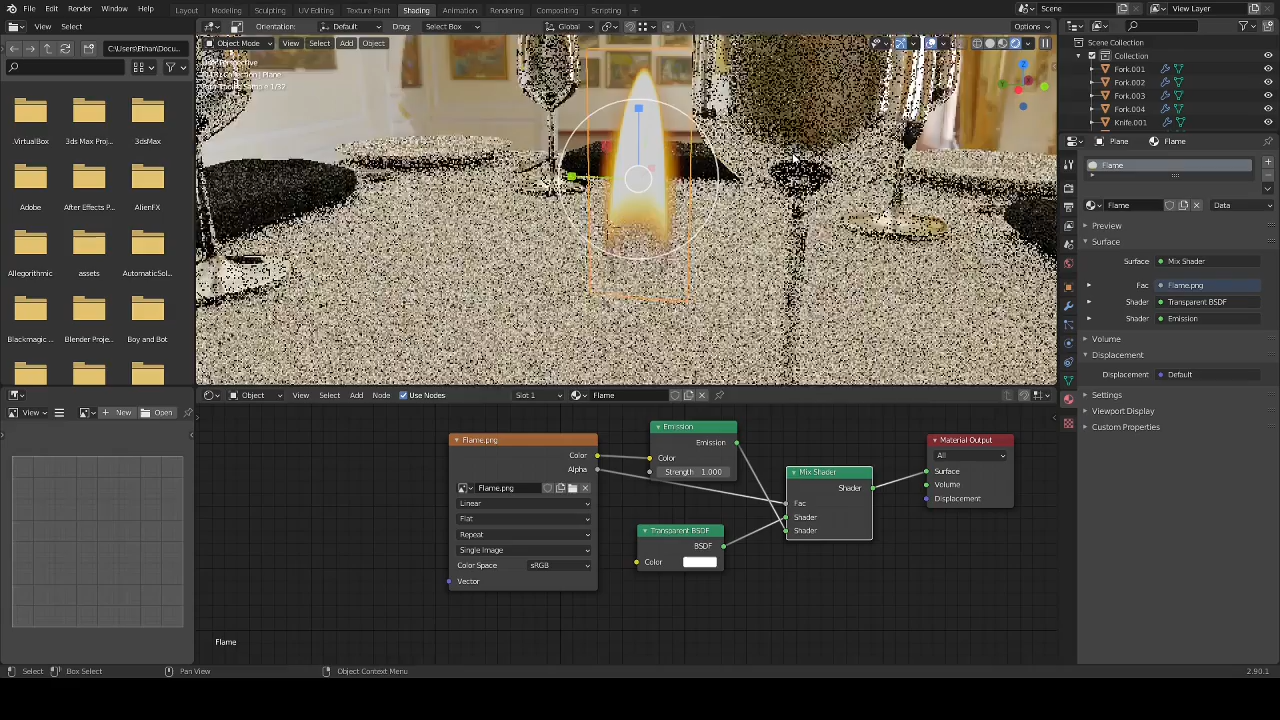 File Edit Render Window Help
Layout Modeling Sculpting UV Editing Texture Paint Shading Animation Rendering Compositing Scripting +
Scene
View Layer
View Select
Orientation: Default Drag: Select Box
Global
Options
C:\Users\Ethan\Docu...
Object Mode View Select Add Object
.VirtualBox 3ds Max Proj... 3dsMax
Adobe After Effects P... AlienFX
Allegorithmic assets AutomaticSol...
Blackmagic ... Blender Proje... Boy and Bot
Scene Collection
Collection
Fork.001
Fork.002
Fork.003
Fork.004
Knife.001
Plane Flame
Flame
Flame Data
Preview
Surface
Surface Mix Shader
Fac Flame.png
Shader Transparent BSDF
Shader Emission
Volume
Displacement
Displacement Default
Settings
Viewport Display
Custom Properties
View New Open
Object View Select Add Node Use Nodes Slot 1 Flame
Flame.png
Color
Alpha
Flame.png
Linear
Flat
Repeat
Single Image
Color Space sRGB
Vector
Emission
Emission
Color
Strength 1.000
Transparent BSDF
BSDF
Color
Mix Shader
Shader
Fac
Shader
Shader
Material Output
All
Surface
Volume
Displacement
Flame
Select Box Select Pan View Object Context Menu 2.90.1